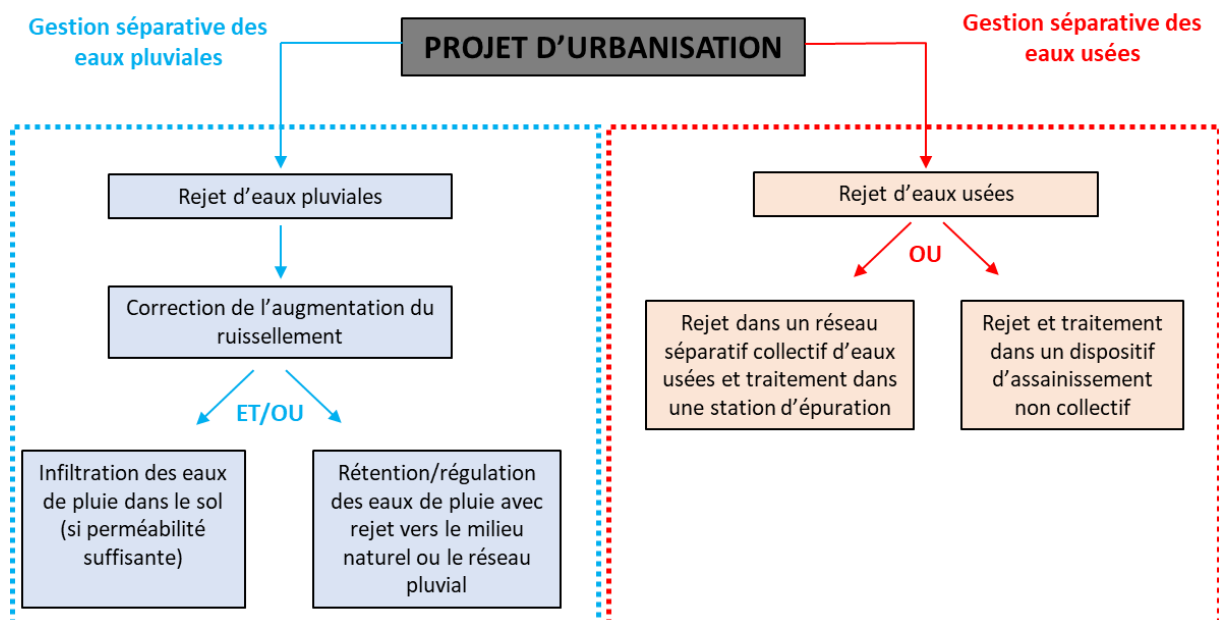 Gestion séparative des
eaux pluviales
PROJET D’URBANISATION
Gestion séparative des
eaux usées
Rejet d’eaux pluviales
Correction de l’augmentation du
ruissellement
ET/OU
Infiltration des eaux
de pluie dans le sol
(si perméabilité
suffisante)
Rétention/régulation
des eaux de pluie avec
rejet vers le milieu
naturel ou le réseau
pluvial
Rejet d’eaux usées
OU
Rejet dans un réseau
séparatif collectif d’eaux
usées et traitement dans
une station d’épuration
Rejet et traitement
dans un dispositif
d’assainissement
non collectif